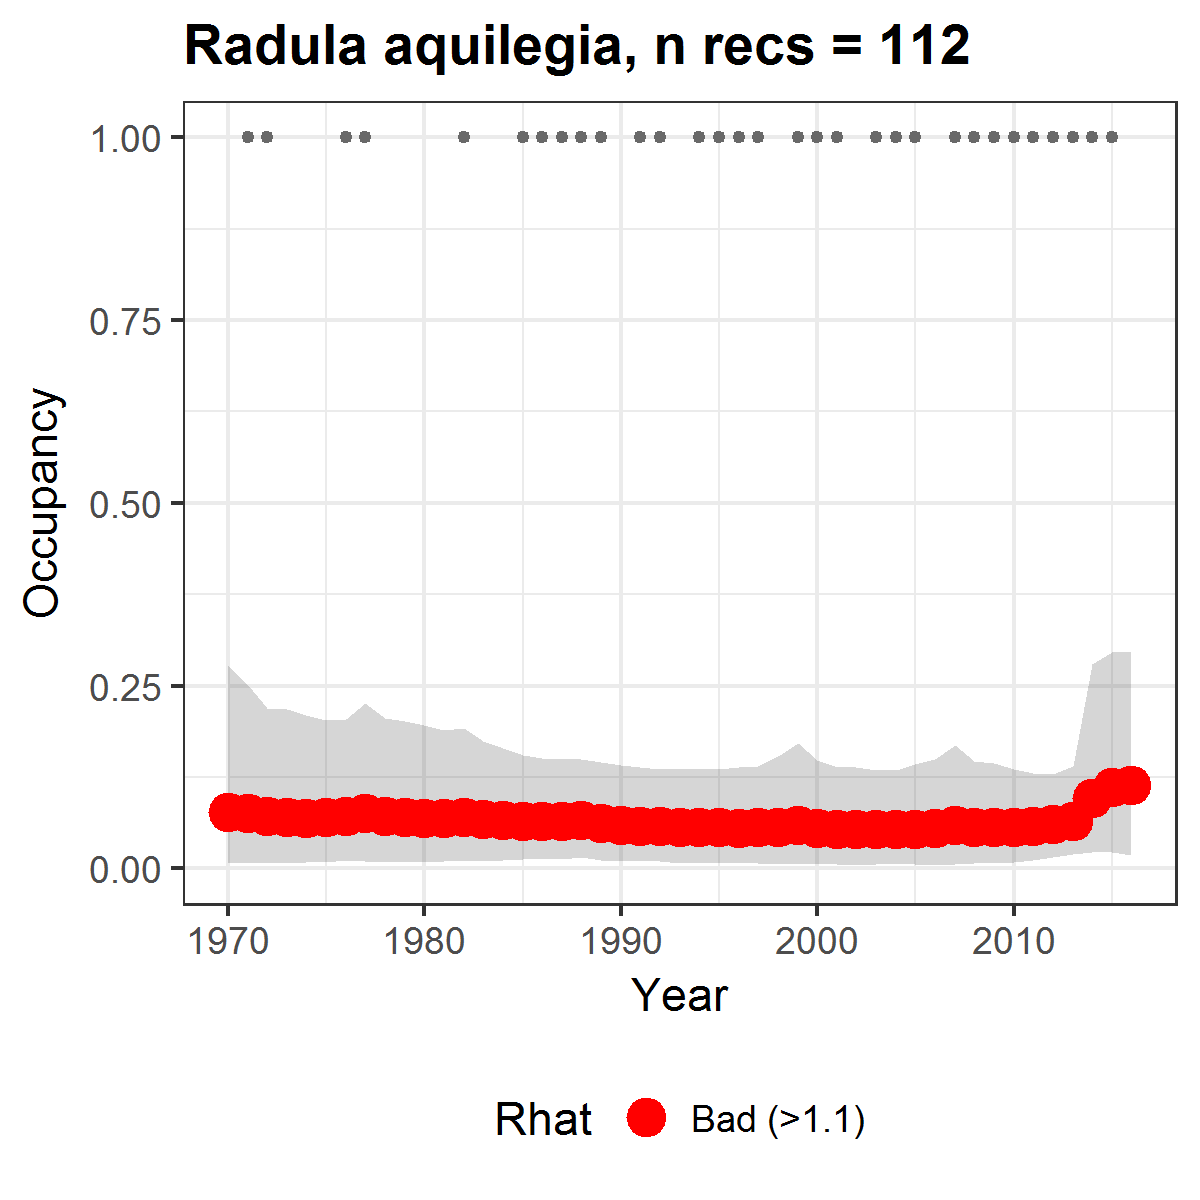 Radula aquilegia, n recs = 112
1.00
0.75
0.50
0.25
0.00
Occupancy
1970 1980 1990 2000 2010
Year
Rhat Bad (>1.1)